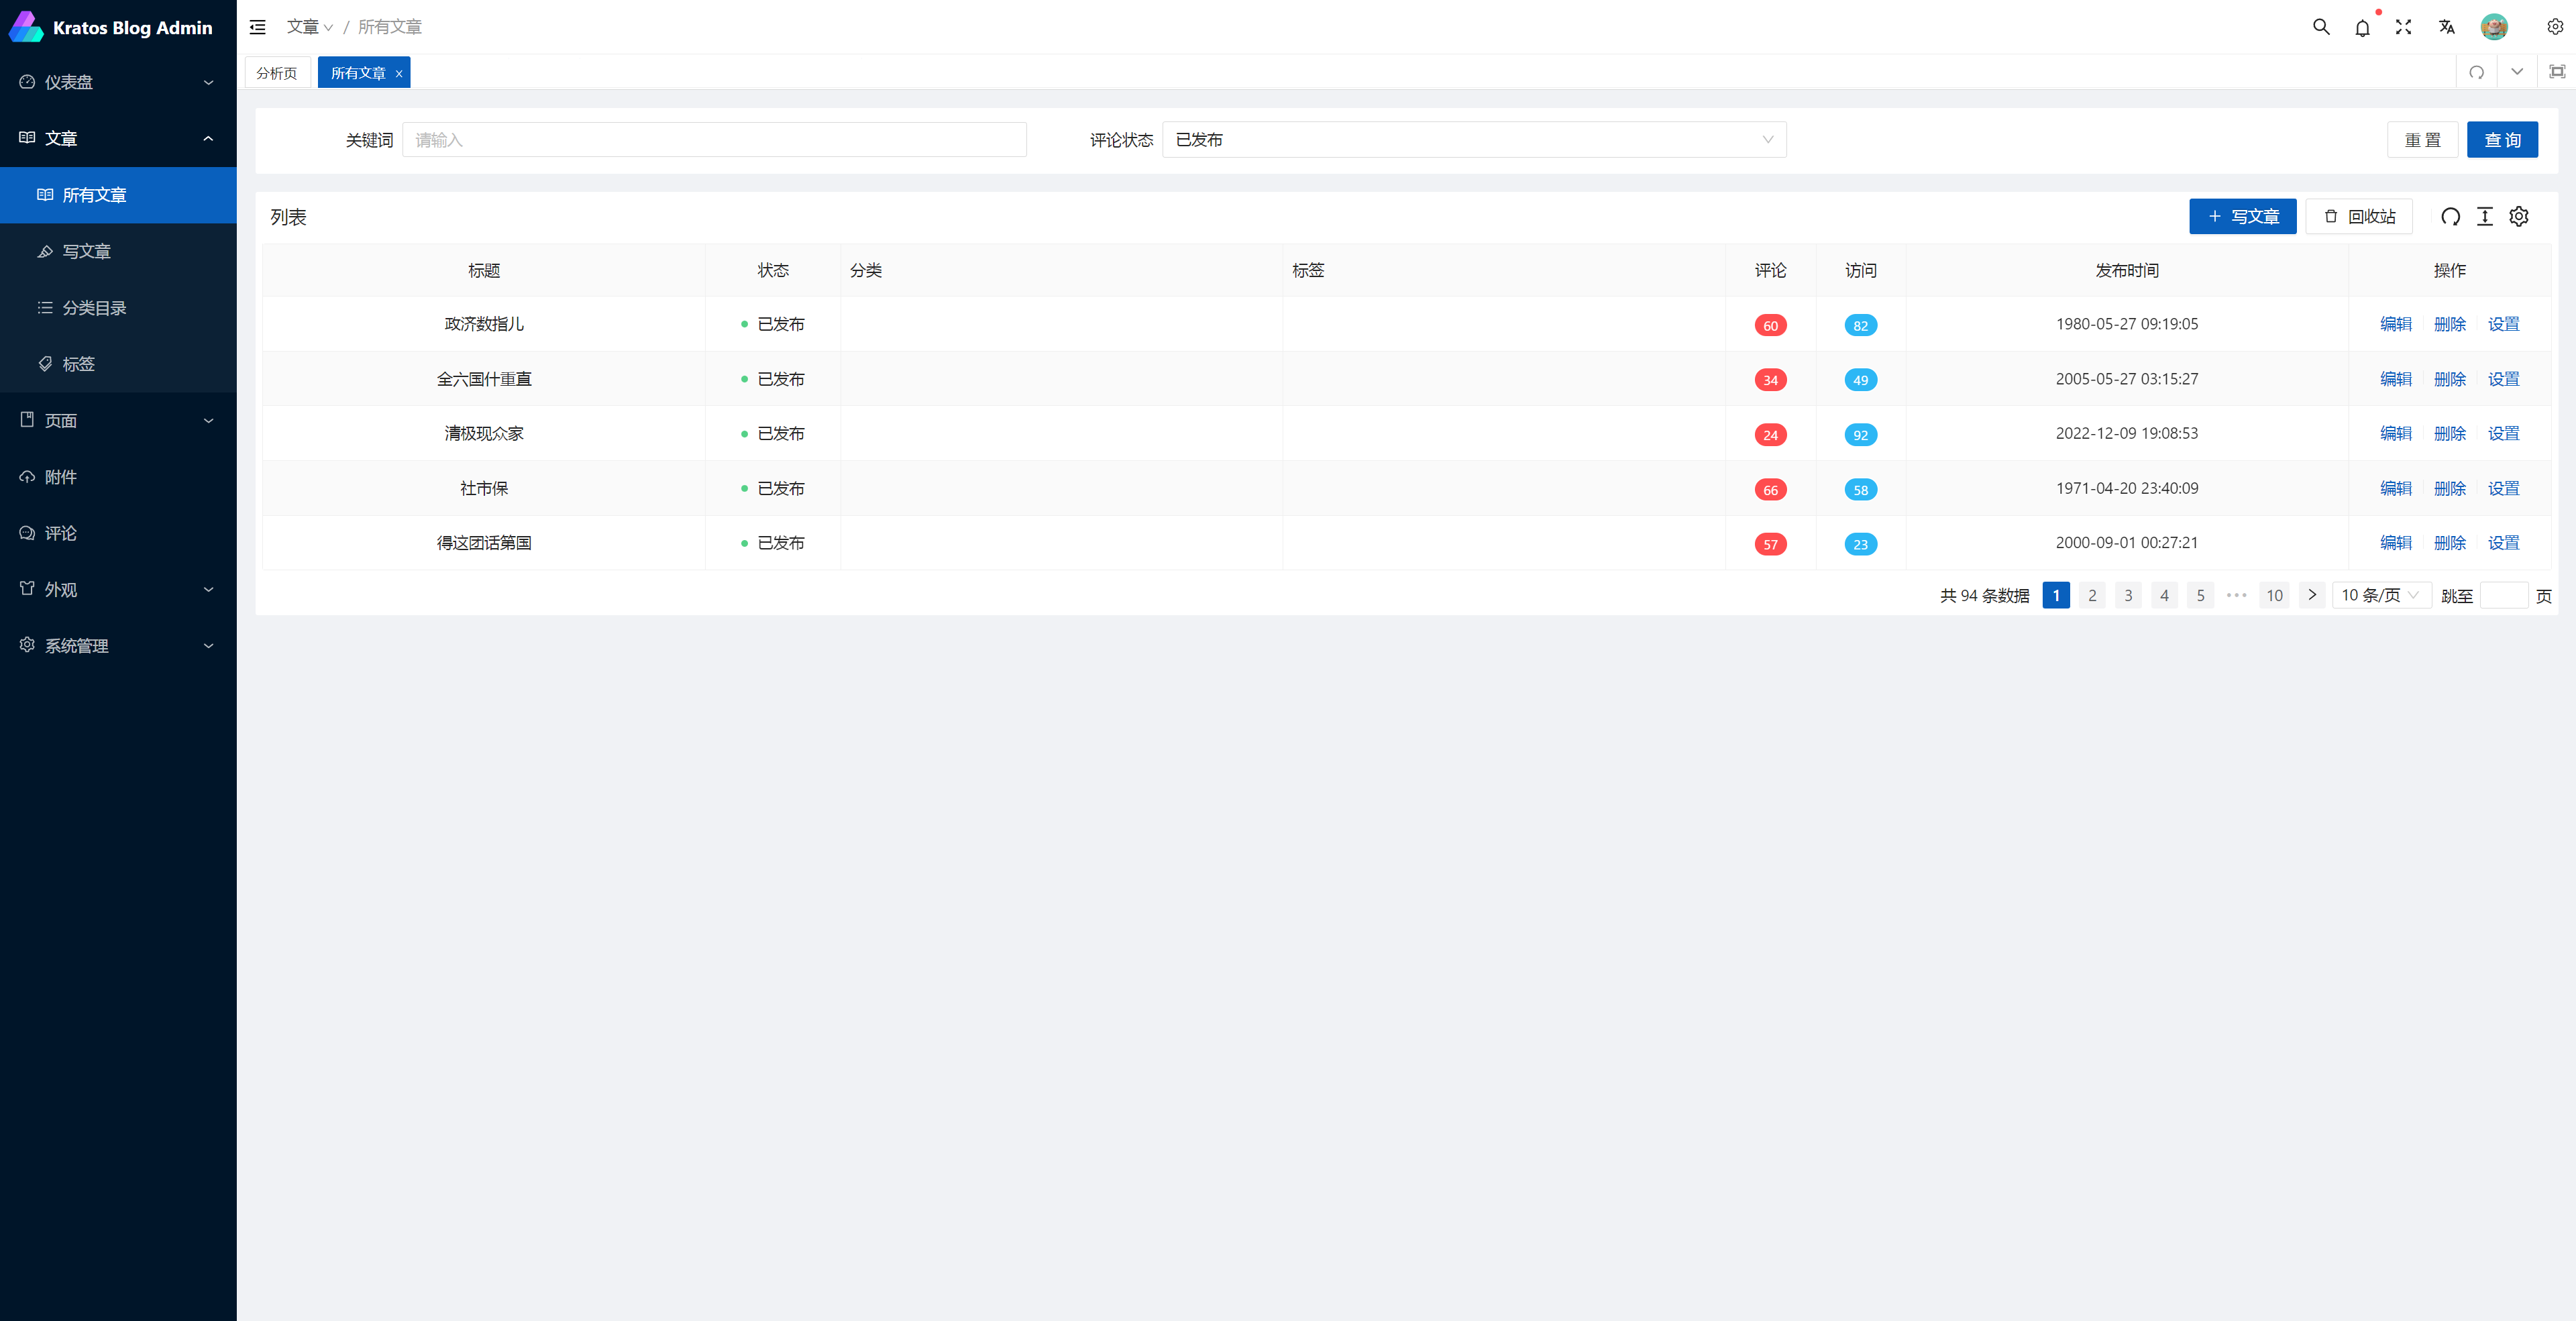 Kratos Blog Admin
文章 / 所有文章
仪表盘
文章
所有文章
写文章
分类目录
标签
页面
附件
评论
外观
系统管理
分析页 所有文章
关键词 请输入 评论状态 已发布 重 置 查 询
列表 写文章 回收站
标题 状态 分类 标签 评论 访问 发布时间 操作
政济数指儿 已发布 60 82 1980-05-27 09:19:05 编辑 删除 设置
全六国什重直 已发布 34 49 2005-05-27 03:15:27 编辑 删除 设置
清极现众家 已发布 24 92 2022-12-09 19:08:53 编辑 删除 设置
社市保 已发布 66 58 1971-04-20 23:40:09 编辑 删除 设置
得这团话第国 已发布 57 23 2000-09-01 00:27:21 编辑 删除 设置
共 94 条数据 1 2 3 4 5 ••• 10 10 条/页 跳至 页